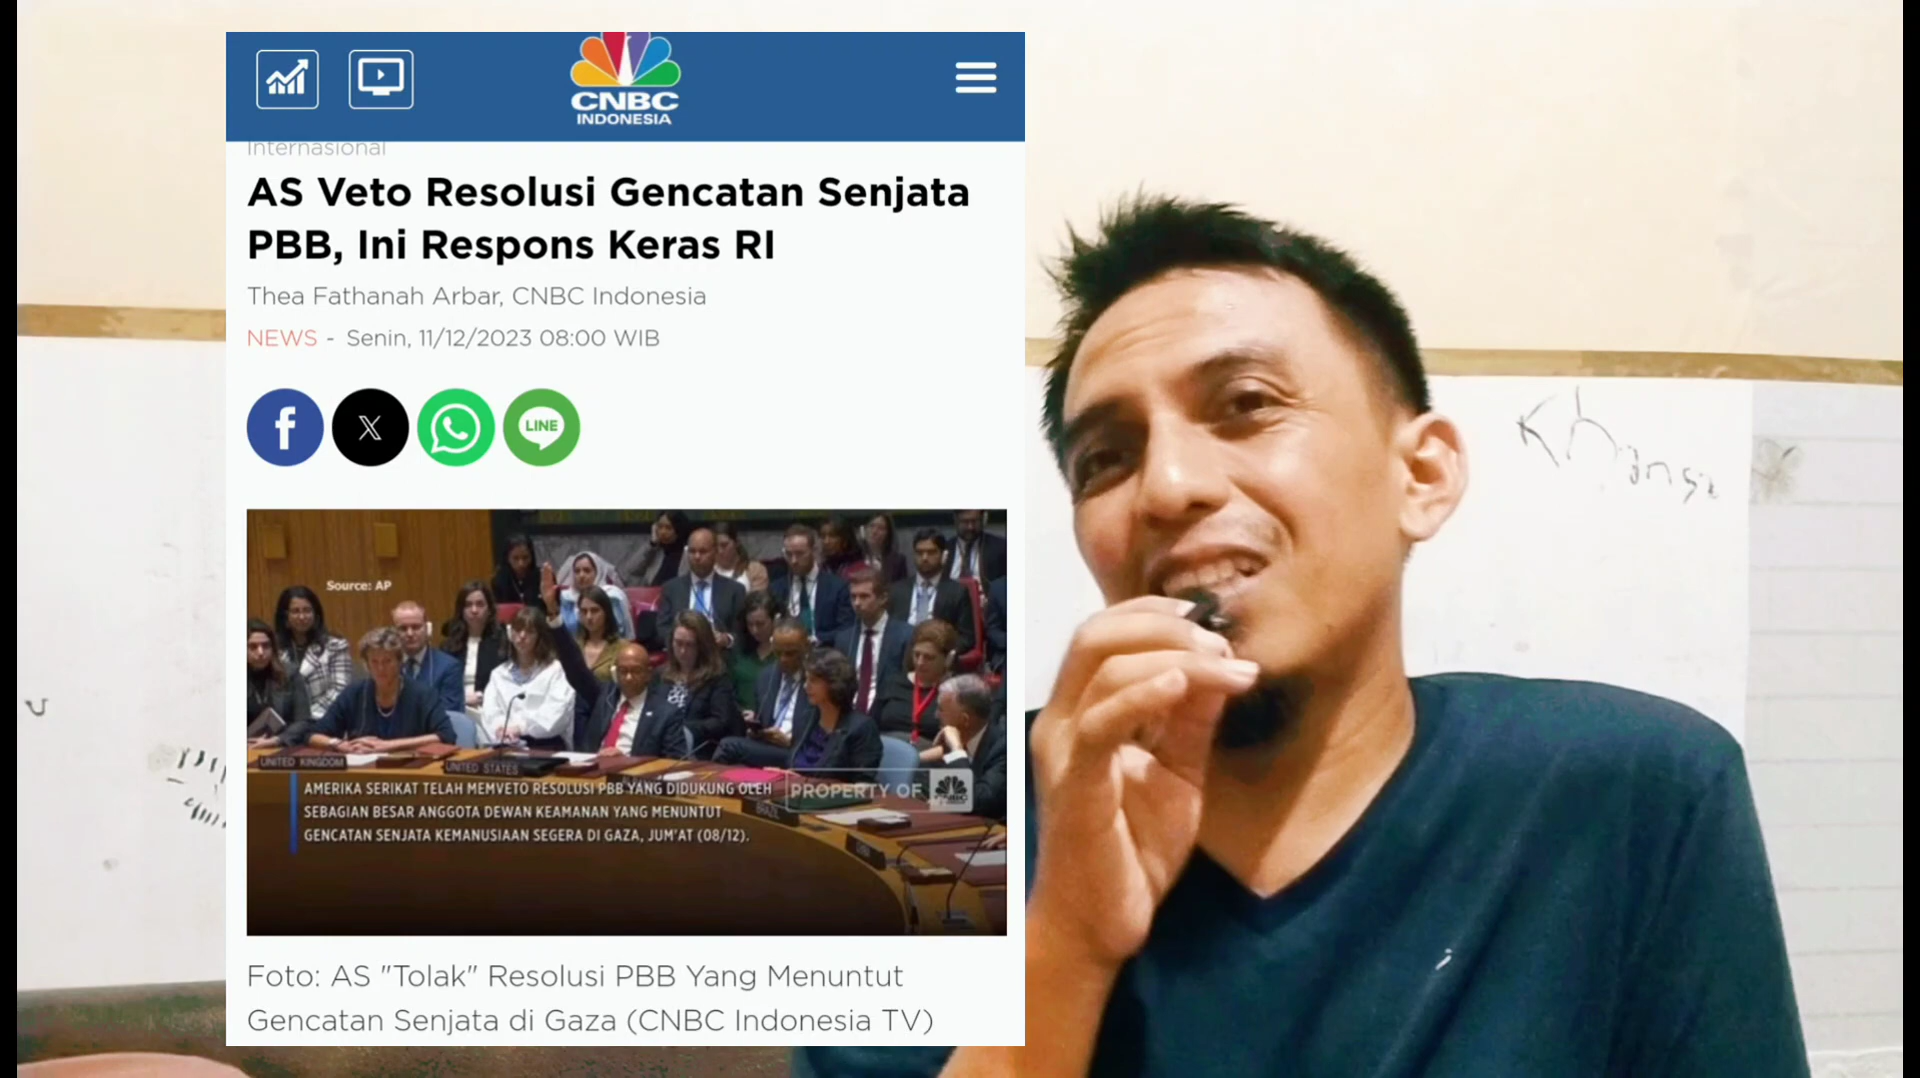 CNBC
INDONESIA
Internasional
AS Veto Resolusi Gencatan Senjata
PBB, Ini Respons Keras RI
Thea Fathanah Arbar, CNBC Indonesia
NEWS - Senin, 11/12/2023 08:00 WIB
f X LINE
Source: AP
UNITED KINGDOM
UNITED STATES
AMERIKA SERIKAT TELAH MEMVETO RESOLUSI PBB YANG DIDUKUNG OLEH
SEBAGIAN BESAR ANGGOTA DEWAN KEAMANAN YANG MENUNTUT
GENCATAN SENJATA KEMANUSIAAN SEGERA DI GAZA, JUM'AT (08/12).
PROPERTY OF CNBC
BRAZIL
Foto: AS "Tolak" Resolusi PBB Yang Menuntut
Gencatan Senjata di Gaza (CNBC Indonesia TV)